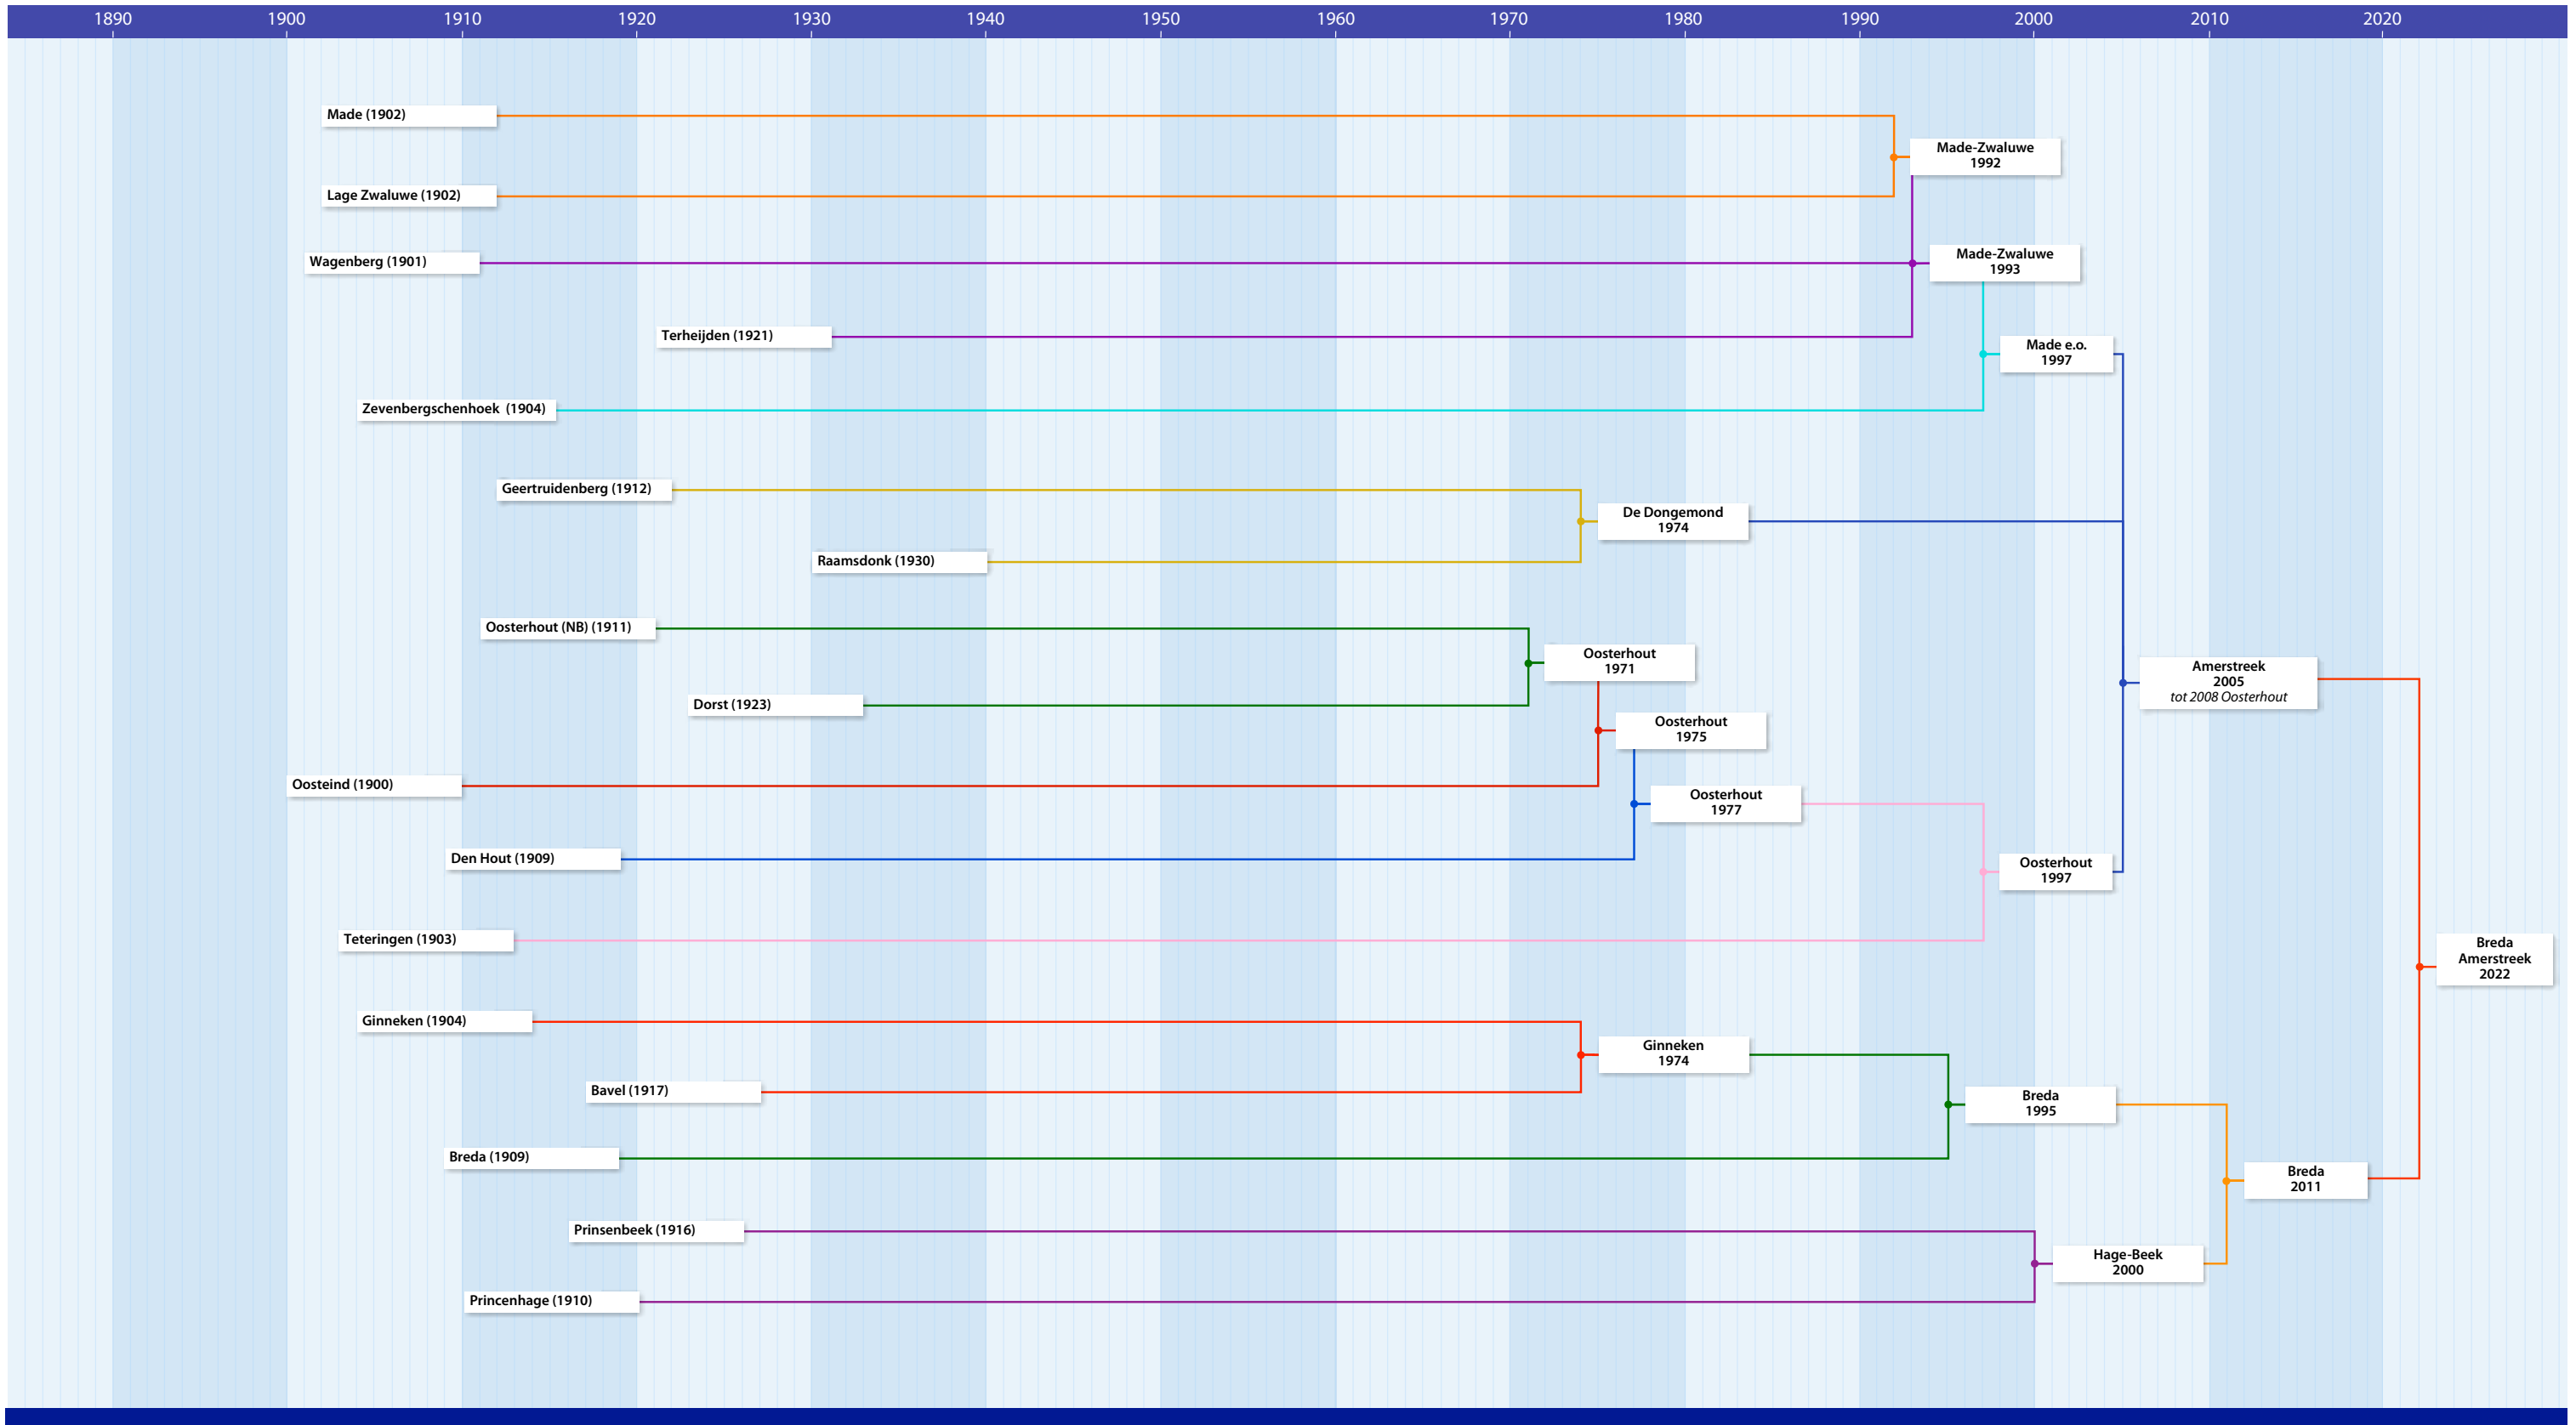 1890 1900 1910 1920 1930 1940 1950 1960 1970 1980 1990 2000 2010 2020
Made (1902)
Made-Zwaluwe
1992
Lage Zwaluwe (1902)
Wagenberg (1901)
Made-Zwaluwe
1993
Terheijden (1921)
Made e.o.
1997
Zevenbergschenhoek (1904)
Geertruidenberg (1912)
De Dongemond
1974
Raamsdonk (1930)
Oosterhout (NB) (1911)
Oosterhout
1971
Amerstreek
2005
tot 2008 Oosterhout
Dorst (1923)
Oosterhout
1975
Oosteind (1900)
Oosterhout
1977
Den Hout (1909)
Oosterhout
1997
Teteringen (1903)
Breda
Amerstreek
2022
Ginneken (1904)
Ginneken
1974
Bavel (1917)
Breda
1995
Breda (1909)
Breda
2011
Prinsenbeek (1916)
Hage-Beek
2000
Princenhage (1910)